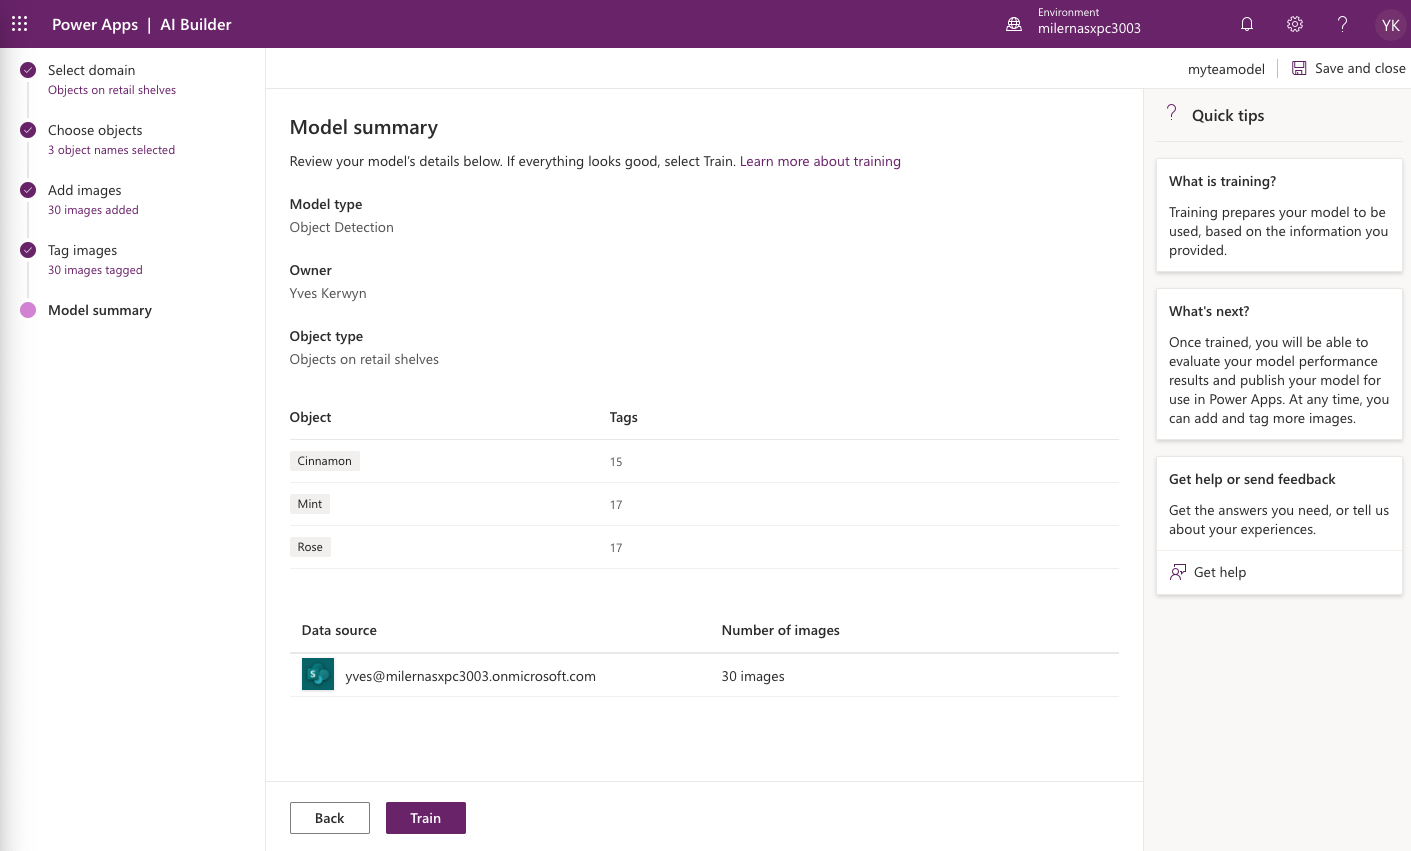 Power Apps | AI Builder
Environment
milernasxpc3003
YK
Select domain
Objects on retail shelves
Choose objects
3 object names selected
Add images
30 images added
Tag images
30 images tagged
Model summary
myteamodel
Save and close
Model summary
Review your model's details below. If everything looks good, select Train. Learn more about training
Model type
Object Detection
Owner
Yves Kerwyn
Object type
Objects on retail shelves
Object Tags
Cinnamon 15
Mint 17
Rose 17
Data source Number of images
S yves@milernasxpc3003.onmicrosoft.com 30 images
Back Train
? Quick tips
What is training?
Training prepares your model to be
used, based on the information you
provided.
What's next?
Once trained, you will be able to
evaluate your model performance
results and publish your model for
use in Power Apps. At any time, you
can add and tag more images.
Get help or send feedback
Get the answers you need, or tell us
about your experiences.
Get help